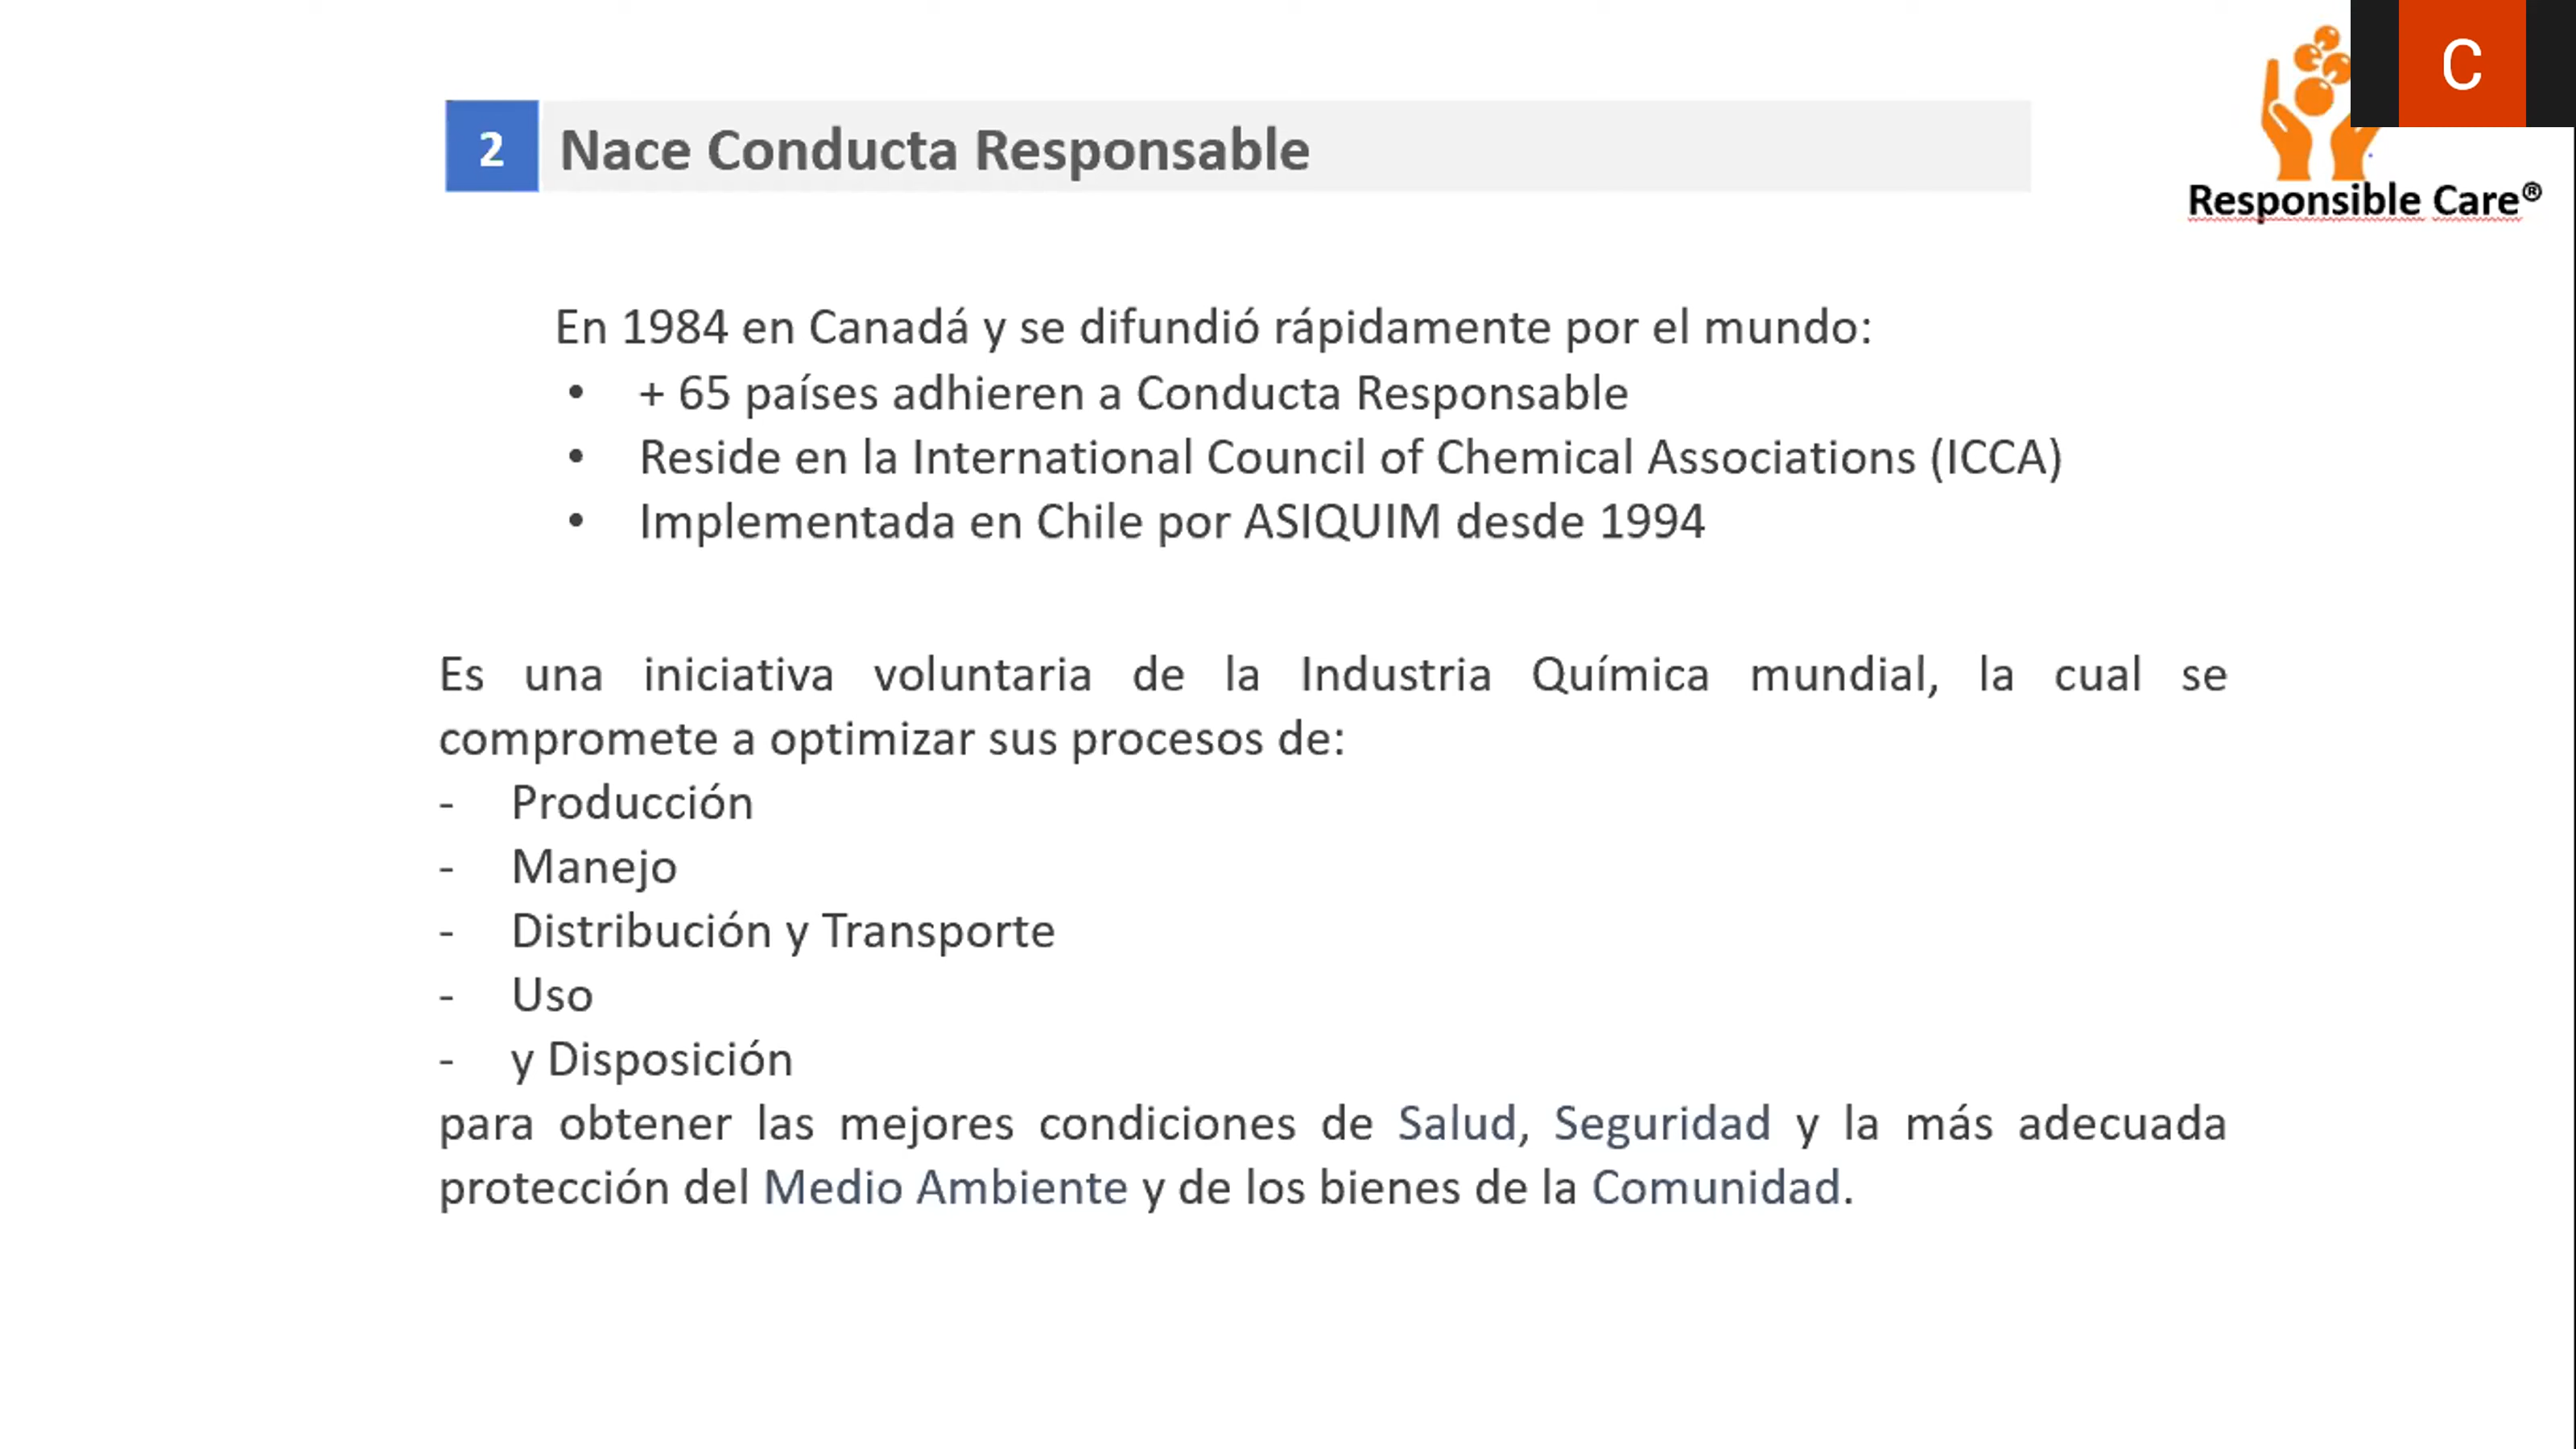 C
2 Nace Conducta Responsable
Responsible Care®
En 1984 en Canadá y se difundió rápidamente por el mundo:
• + 65 países adhieren a Conducta Responsable
• Reside en la International Council of Chemical Associations (ICCA)
• Implementada en Chile por ASIQUIM desde 1994
Es una iniciativa voluntaria de la Industria Química mundial, la cual se
compromete a optimizar sus procesos de:
- Producción
- Manejo
- Distribución y Transporte
- Uso
- y Disposición
para obtener las mejores condiciones de Salud, Seguridad y la más adecuada
protección del Medio Ambiente y de los bienes de la Comunidad.